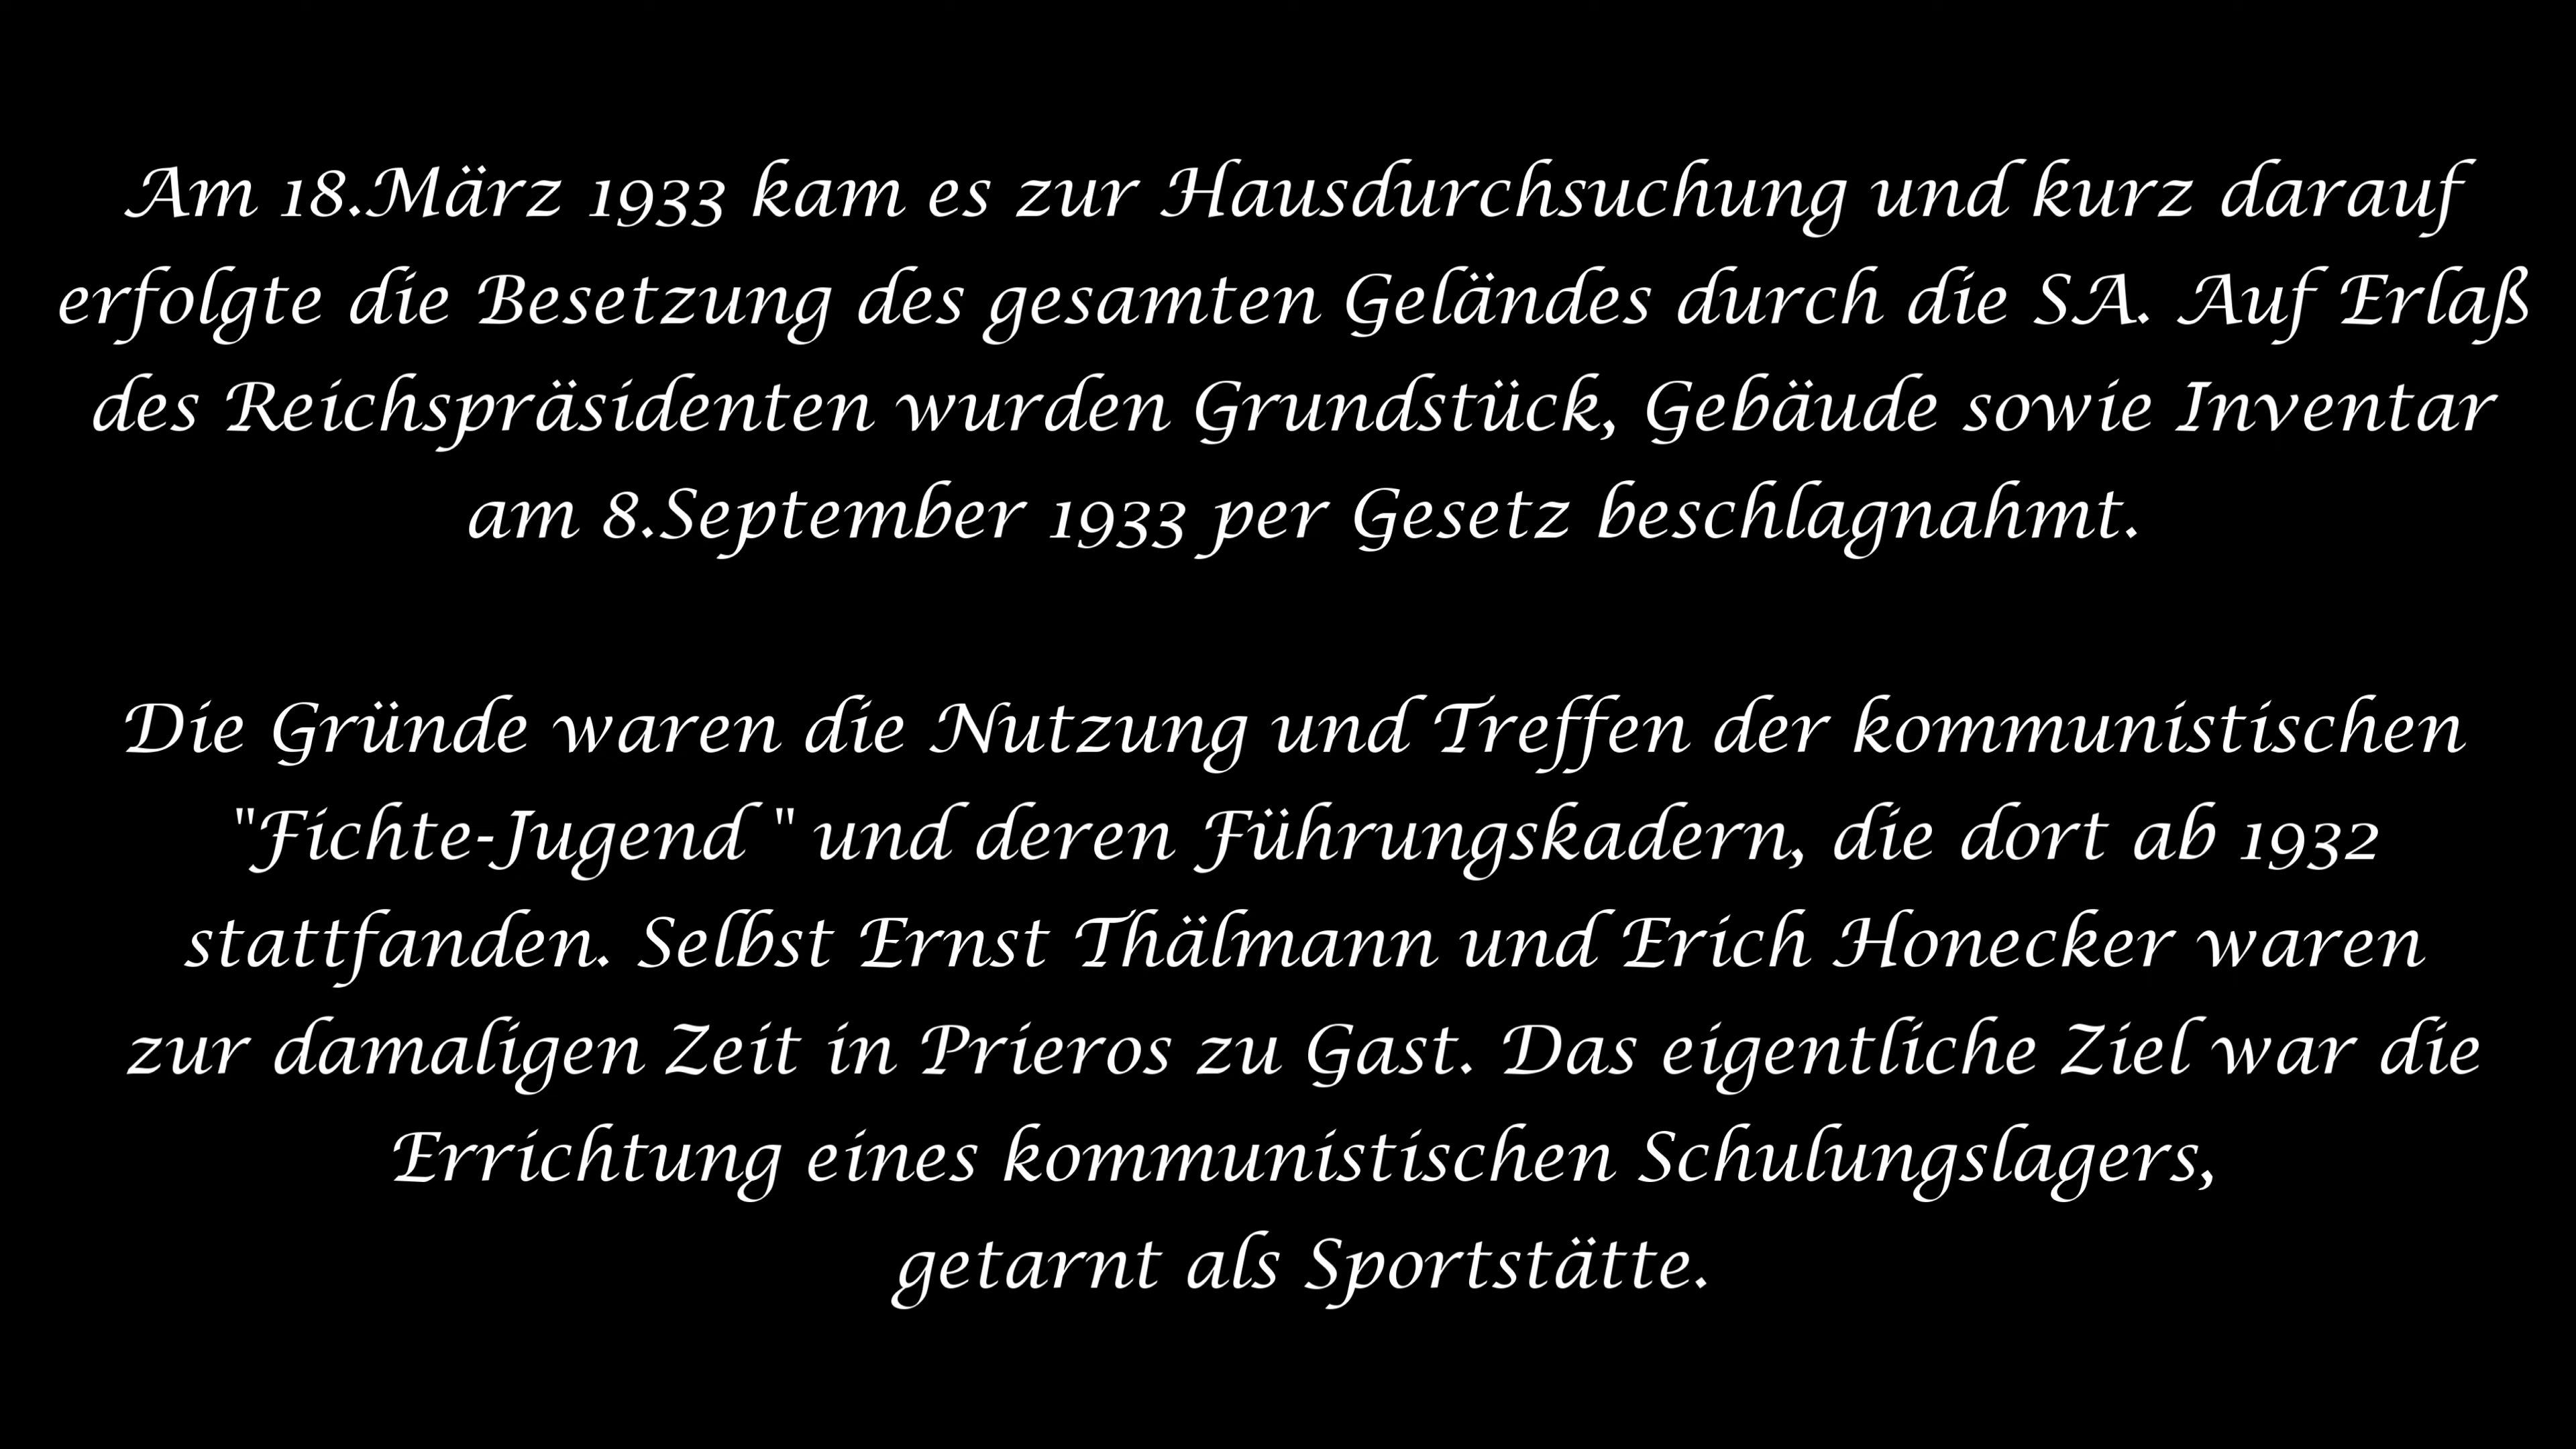 Am 18.März 1933 kam es zur Hausdurchsuchung und kurz darauf
erfolgte die Besetzung des gesamten Geländes durch die SA. Auf Erlaß
des Reichspräsidenten wurden Grundstück, Gebäude sowie Inventar
am 8.September 1933 per Gesetz beschlagnahmt.
Die Gründe waren die Nutzung und Treffen der kommunistischen
"Fichte-Jugend " und deren Führungskadern, die dort ab 1932
stattfanden. Selbst Ernst Thälmann und Erich Honecker waren
zur damaligen Zeit in Prieros zu Gast. Das eigentliche Ziel war die
Errichtung eines kommunistischen Schulungslagers,
getarnt als Sportstätte.